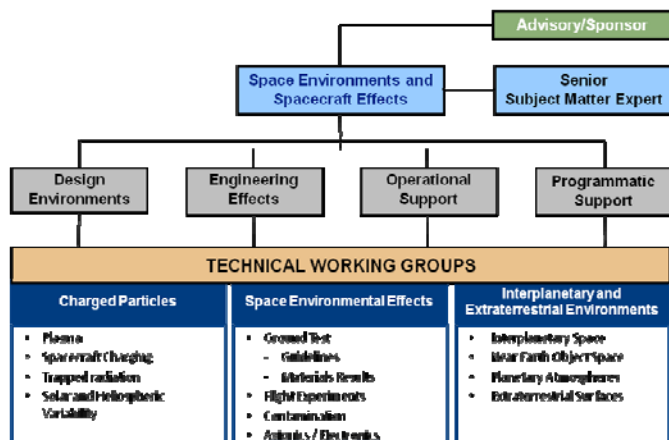 Advisory/Sponsor
Space Environments and
Spacecraft Effects
Senior
Subject Matter Expert
Design
Environments
Engineering
Effects
Operational
Support
Programmatic
Support
TECHNICAL WORKING GROUPS
Charged Particles
• Plasma
• Spacecraft Charging
• Trapped radiation
• Solar and Heliospheric
Variability
Space Environmental Effects
• Ground Test
- Guidelines
- Materials Results
• Flight Experiments
• Contamination
• Avionics / Electronics
Interplanetary and
Extraterrestrial Environments
• Interplanetary Space
• Near Earth Object Space
• Planetary Atmospheres
• Extraterrestrial Surfaces